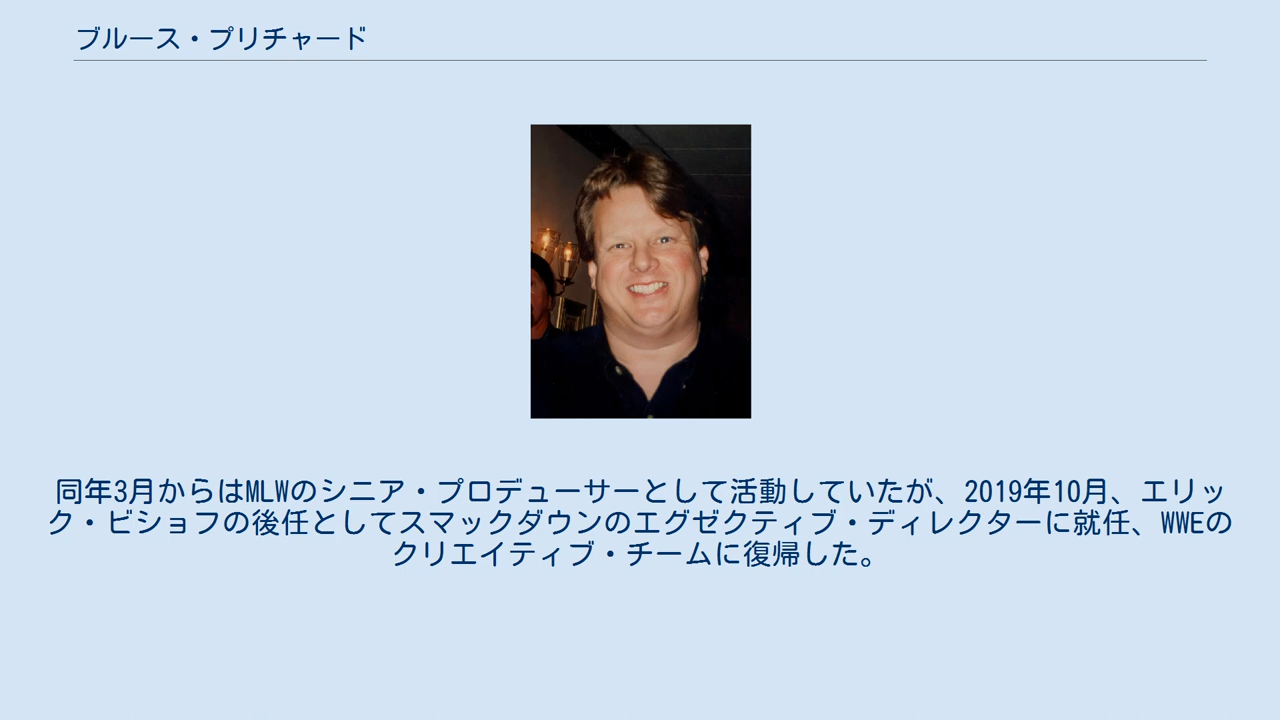 ブルース・プリチャード
同年3月からはMLWのシニア・プロデューサーとして活動していたが、2019年10月、エリッ
ク・ビショフの後任としてスマックダウンのエグゼクティブ・ディレクターに就任、WWEの
クリエイティブ・チームに復帰した。